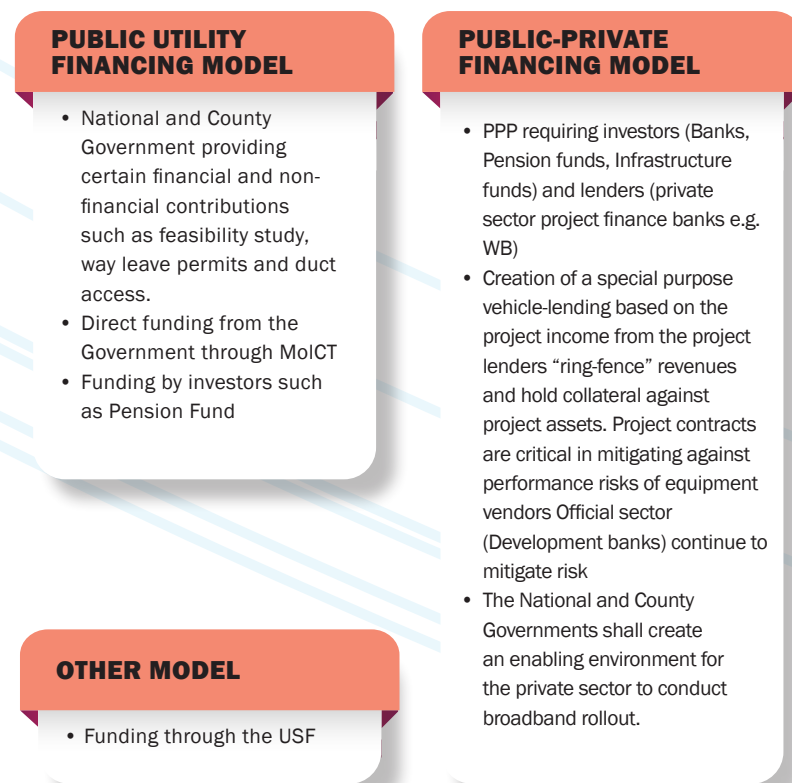 PUBLIC UTILITY
FINANCING MODEL
• National and County
Government providing
certain financial and non-
financial contributions
such as feasibility study,
way leave permits and duct
access.
• Direct funding from the
Government through MoICT
• Funding by investors such
as Pension Fund
OTHER MODEL
• Funding through the USF
PUBLIC-PRIVATE
FINANCING MODEL
• PPP requiring investors (Banks,
Pension funds, Infrastructure
funds) and lenders (private
sector project finance banks e.g.
WB)
• Creation of a special purpose
vehicle-lending based on the
project income from the project
lenders “ring-fence” revenues
and hold collateral against
project assets. Project contracts
are critical in mitigating against
performance risks of equipment
vendors Official sector
(Development banks) continue to
mitigate risk
• The National and County
Governments shall create
an enabling environment for
the private sector to conduct
broadband rollout.